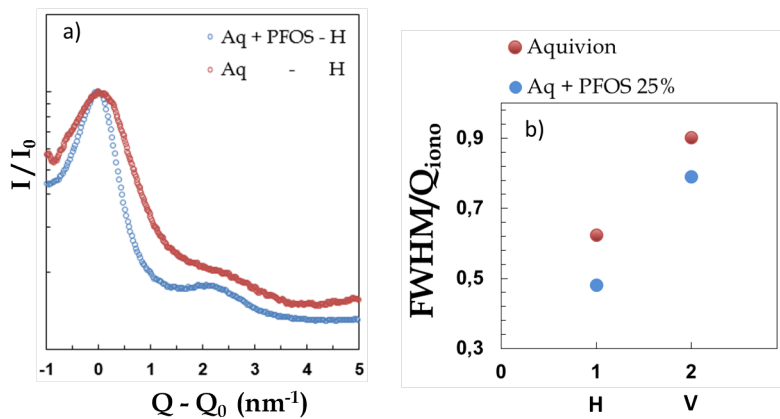 a)
Aq + PFOS - H
Aq - H
I / I0
-1 0 1 2 3 4 5
Q - Q0 (nm-1)
Aquivion
Aq + PFOS 25%
b)
FWHM/Qiono
0,9
0,7
0,5
0,3
0 1 2
H V